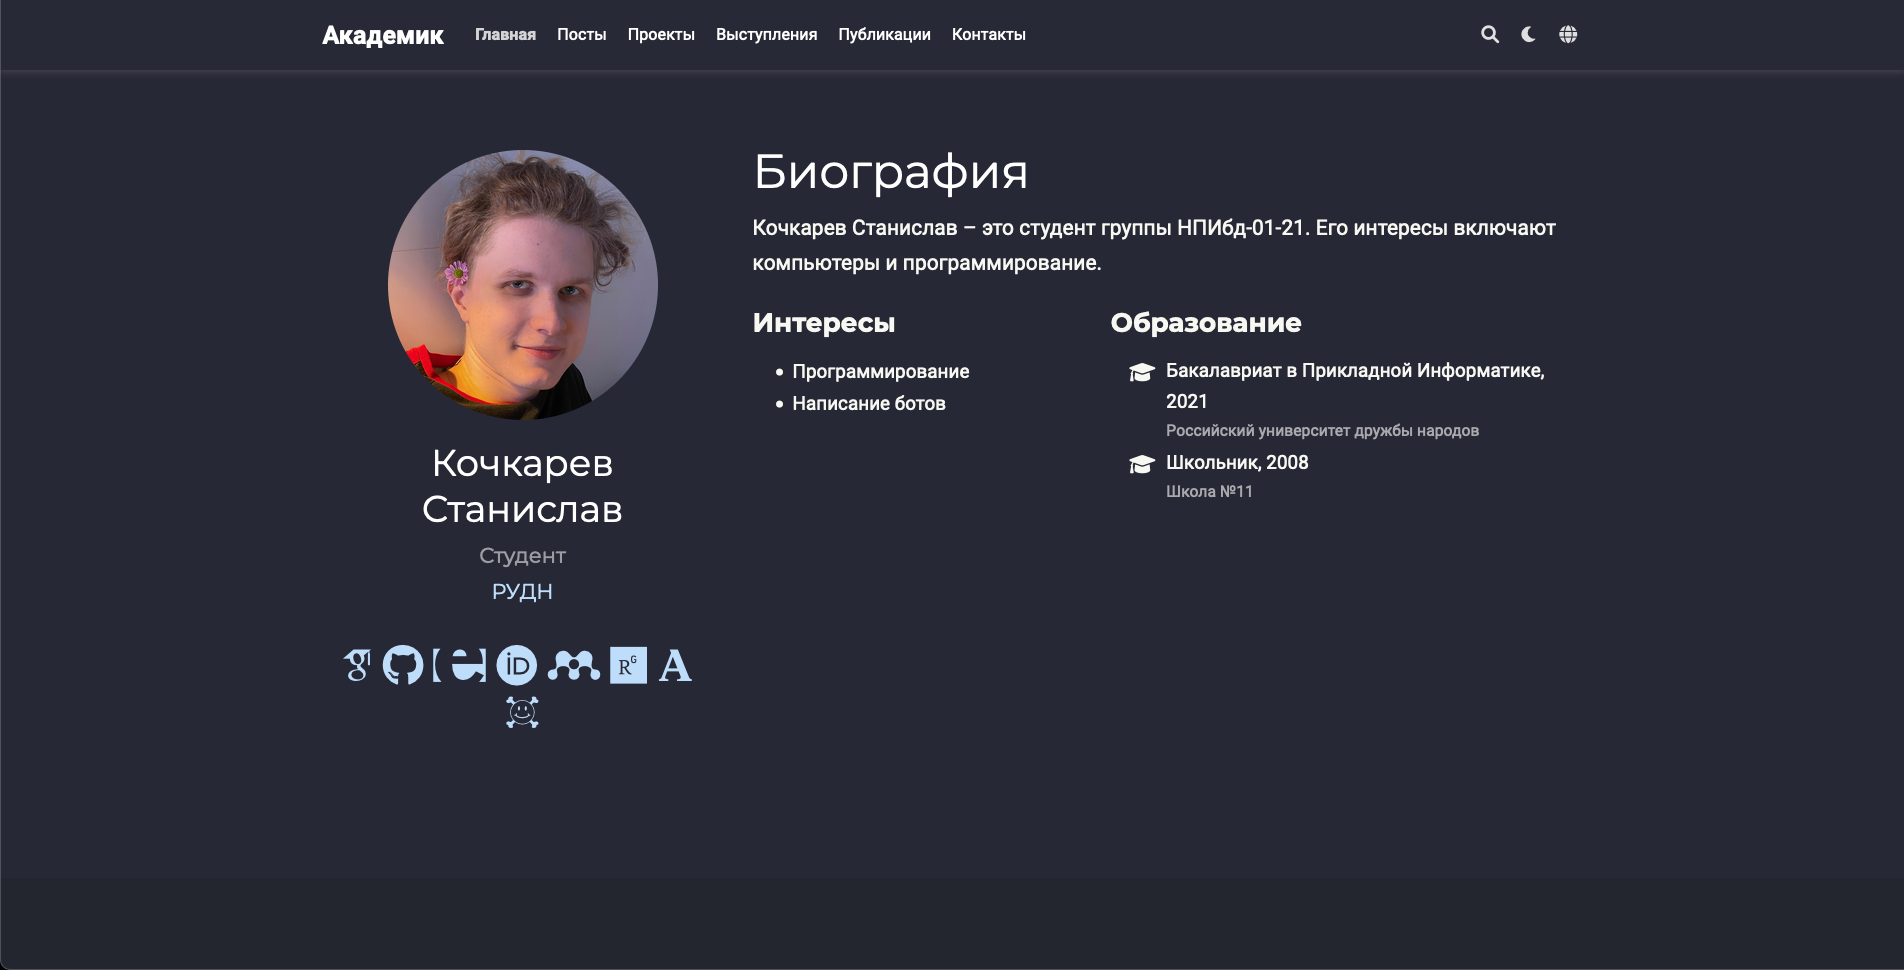 Академик
Главная
Посты
Проекты
Выступления
Публикации
Контакты
Кочкарев
Станислав
Студент
РУДН
Биография
Кочкарев Станислав – это студент группы НПИбд-01-21. Его интересы включают
компьютеры и программирование.
Интересы
Программирование
Написание ботов
Образование
Бакалавриат в Прикладной Информатике,
2021
Российский университет дружбы народов
Школьник, 2008
Школа №11